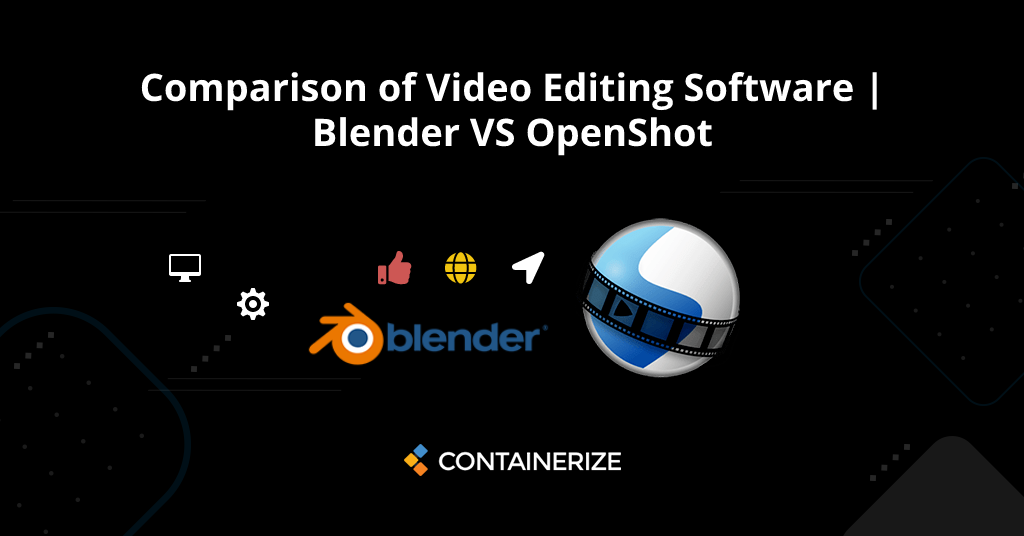 Comparison of Video Editing Software |
Blender VS OpenShot
blender
CONTAINERIZE